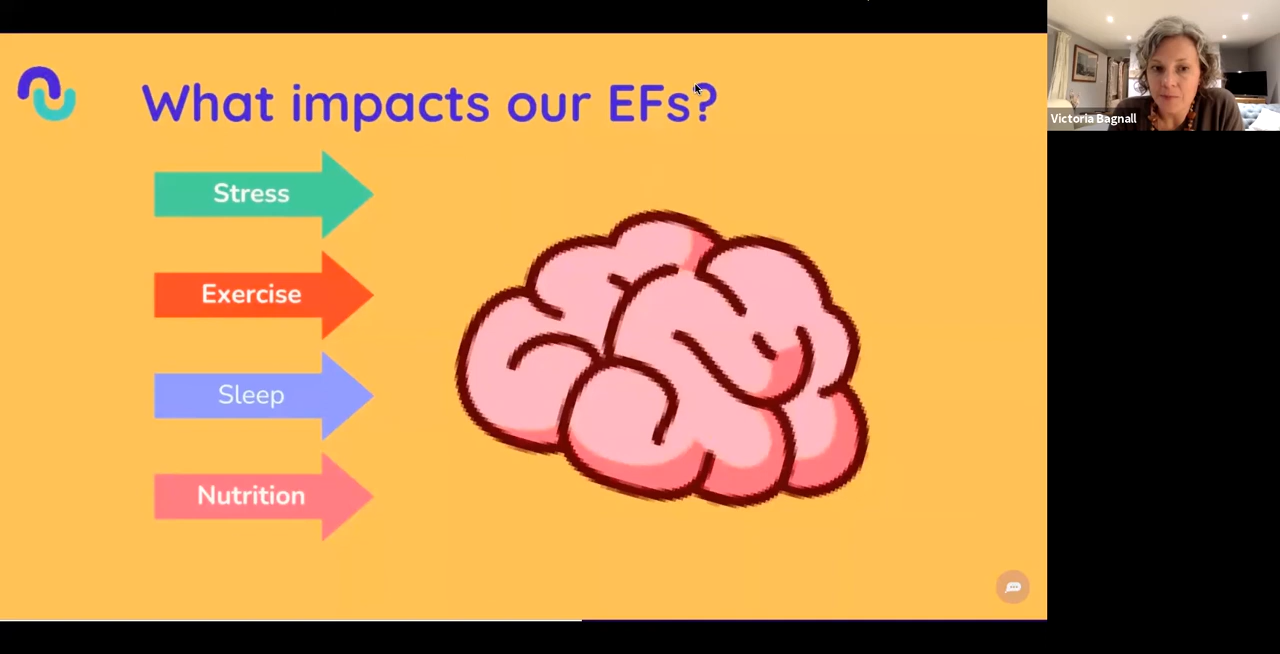 What impacts our EFs?
Stress
Exercise
Sleep
Nutrition
Victoria Bagnall